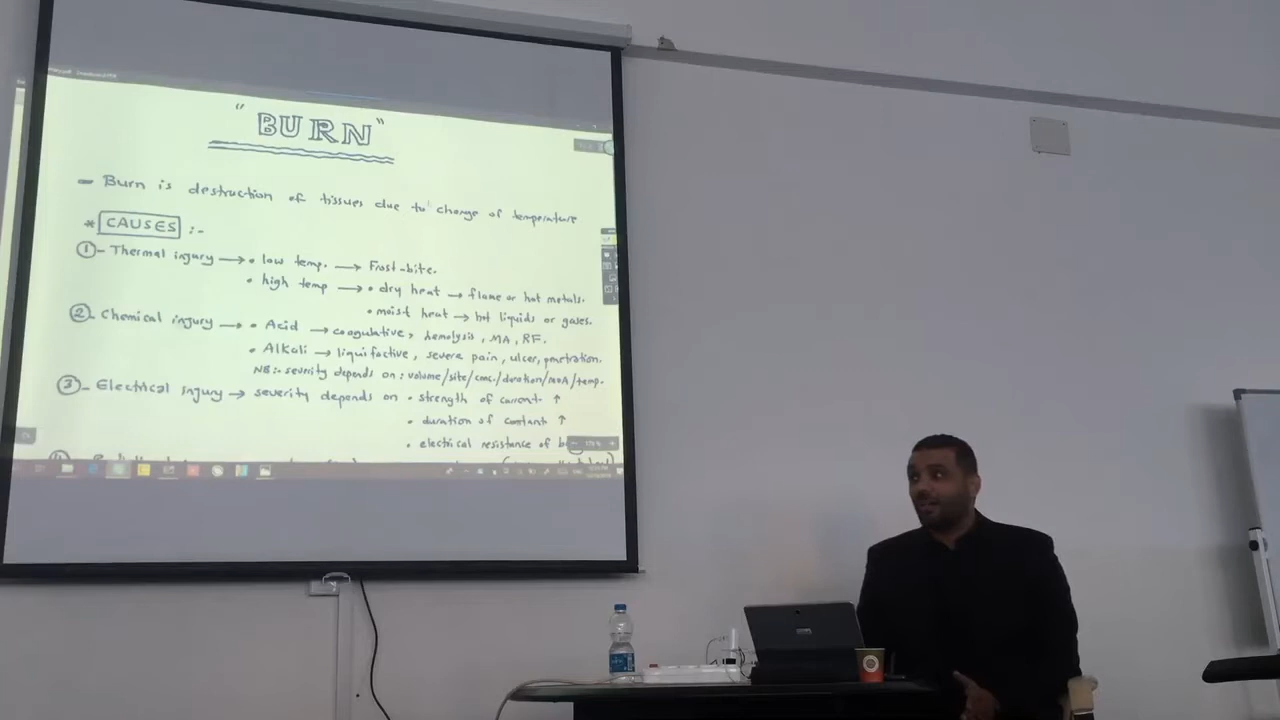 "BURN"
- Burn is destruction of tissues due to change of temperature
* CAUSES :-
①- Thermal injury → • low temp. → Frost-bite.
• high temp → • dry heat → flame or hot metals.
• moist heat → hot liquids or gases.
②- Chemical injury → • Acid → coagulative, hemolysis, MA, RF.
• Alkali → liquifactive, severe pain, ulcer, penetration.
NB:- severity depends on : volume/site/conc./duration/MOA/temp.
③- Electrical injury → severity depends on • strength of current ↑
• duration of contant ↑
• electrical resistance of